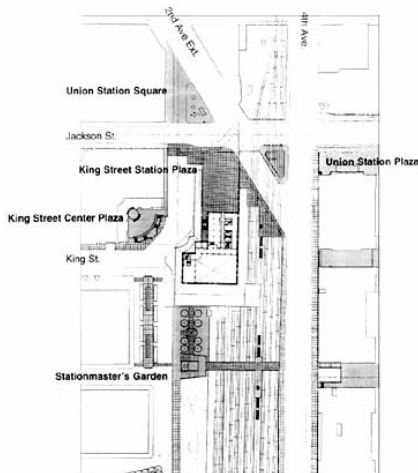 2nd Ave Ext.
4th Ave.
Union Station Square
Jackson St.
King Street Station Plaza
Union Station Plaza
King Street Center Plaza
King St.
Stationmaster's Garden